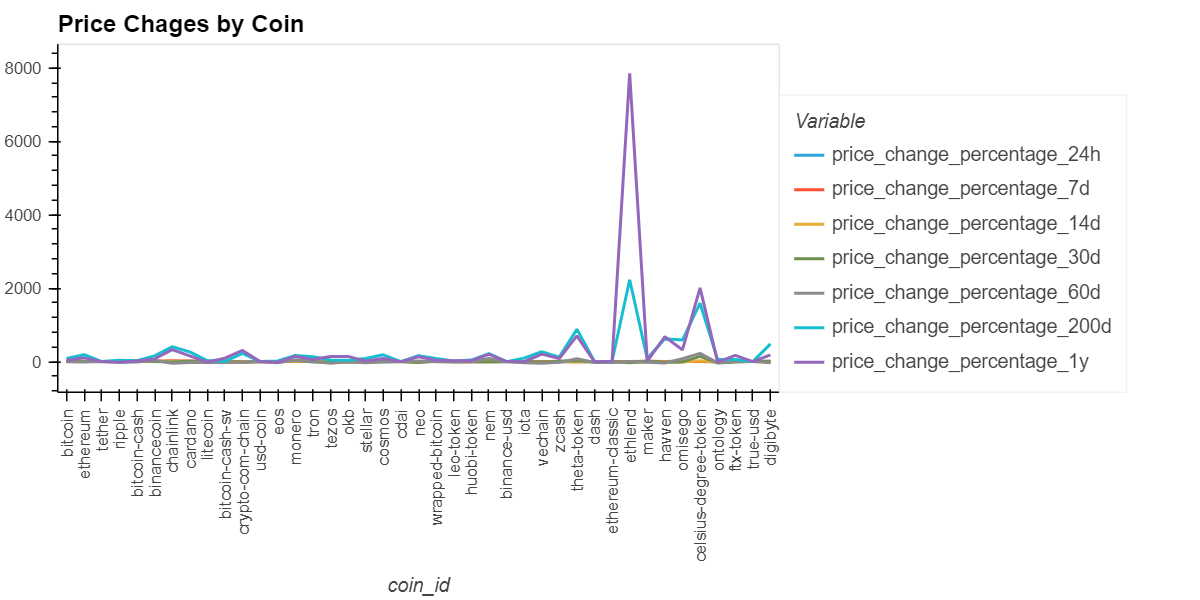 Price Chages by Coin
8000
6000
4000
2000
0
Variable
price_change_percentage_24h
price_change_percentage_7d
price_change_percentage_14d
price_change_percentage_30d
price_change_percentage_60d
price_change_percentage_200d
price_change_percentage_1y
bitcoin
ethereum
tether
ripple
bitcoin-cash
binancecoin
chainlink
cardano
litecoin
bitcoin-cash-sv
crypto-com-chain
usd-coin
eos
monero
tron
tezos
okb
stellar
cosmos
cdai
neo
wrapped-bitcoin
leo-token
huobi-token
nem
binance-usd
iota
vechain
zcash
theta-token
dash
ethereum-classic
ethlend
maker
havven
omisego
celsius-degree-token
ontology
ftx-token
true-usd
digibyte
coin_id